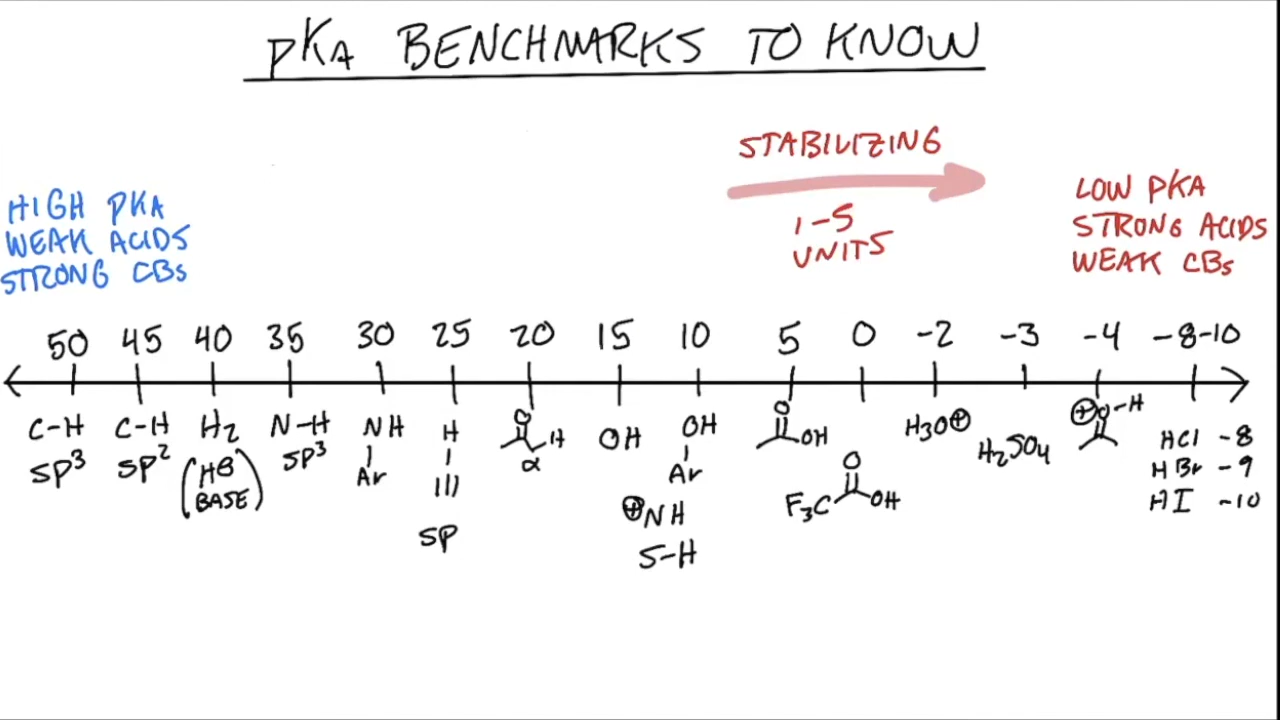 PKA BENCHMARKS TO KNOW
STABILIZING
1-5
UNITS
HIGH PKA
WEAK ACIDS
STRONG CBs
LOW PKA
STRONG ACIDS
WEAK CBs
50 45 40 35 30 25 20 15 10 5 0 -2 -3 -4 -8 -10
C-H
SP³
C-H
SP²
H₂
(H⊖
BASE)
N-H
SP³
NH
Ar
H
SP
O
H
α
OH
OH
Ar
⊕NH
S-H
O
OH
O
F₃C
OH
H₃O⊕
H₂SO₄
⊕O-H
HCl -8
HBr -9
HI -10